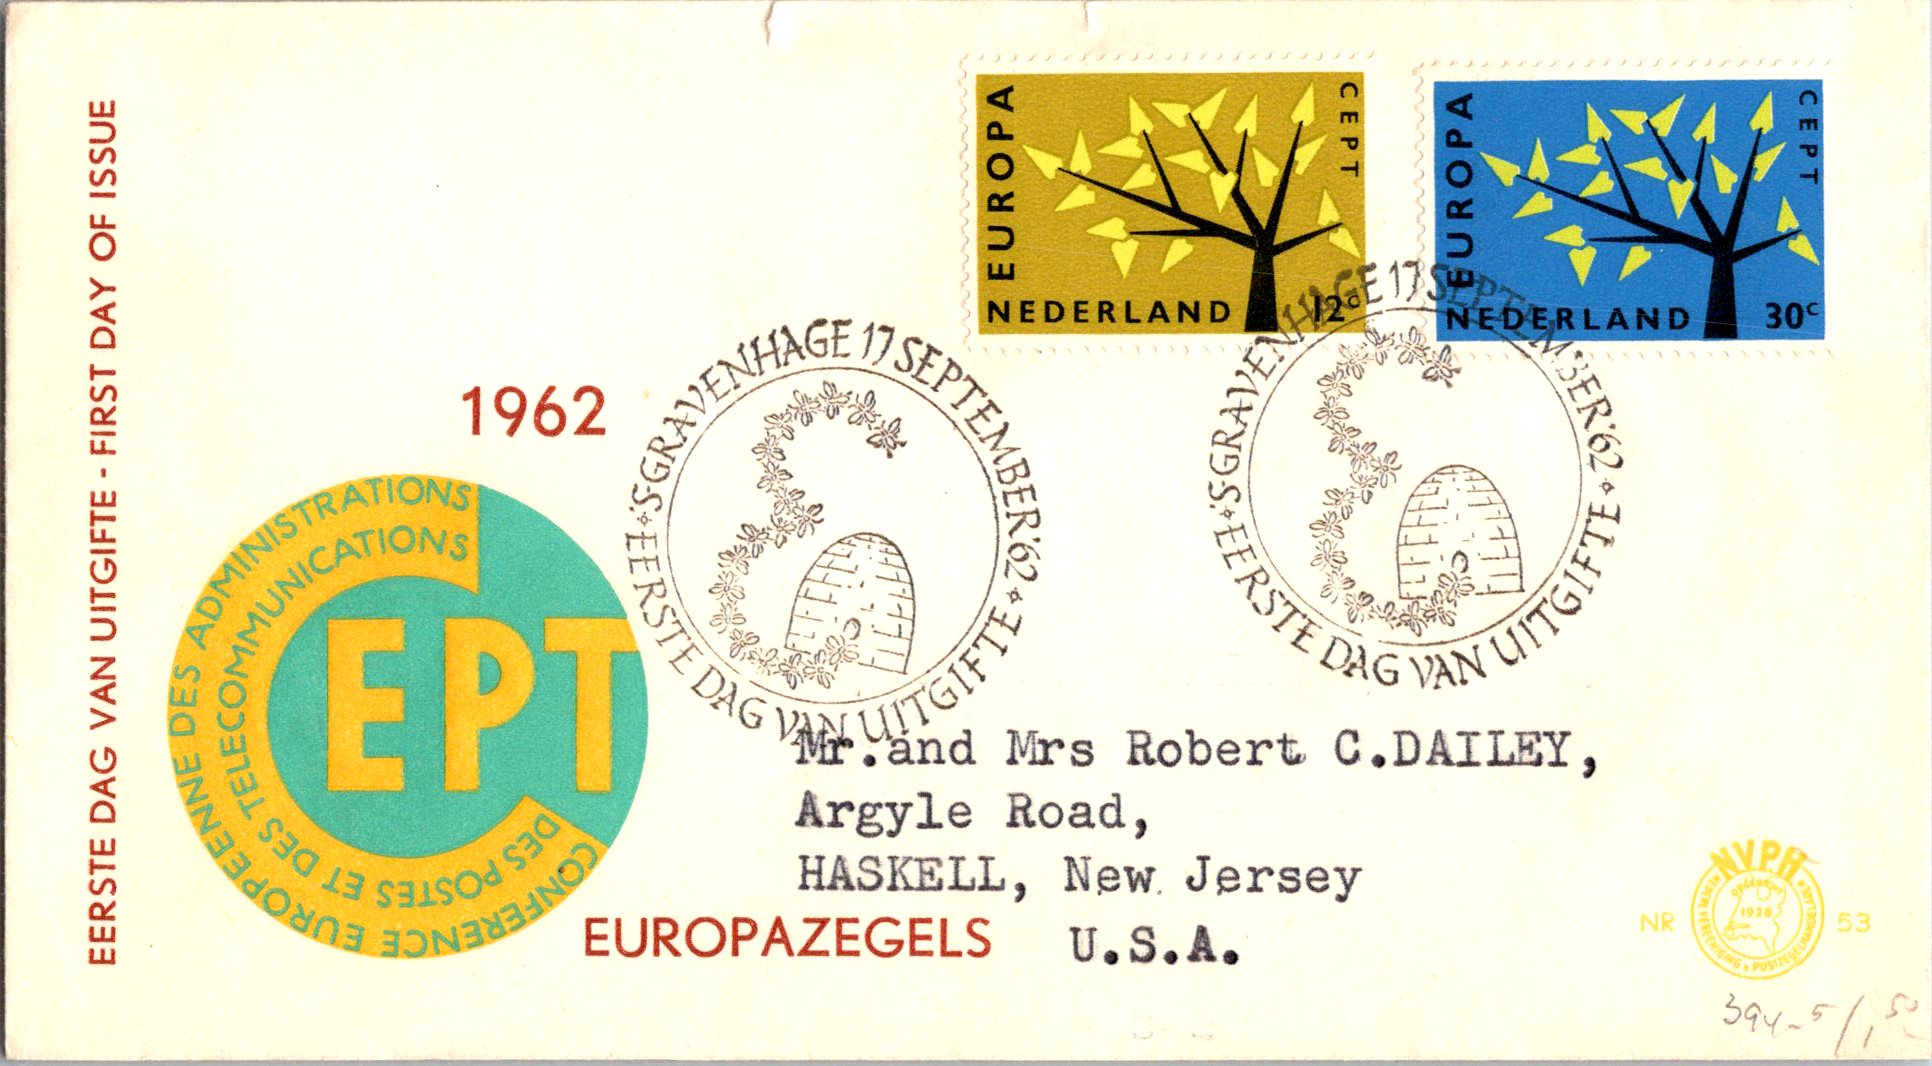 EERSTE DAG VAN UITGIFTE - FIRST DAY OF ISSUE
EUROPA
CEPT
NEDERLAND 12c
EUROPA
CEPT
NEDERLAND 30c
'S-GRAVENHAGE 17 SEPTEMBER '62
EERSTE DAG VAN UITGIFTE
'S-GRAVENHAGE 17 SEPTEMBER '62
EERSTE DAG VAN UITGIFTE
1962
CONFERENCE EUROPEENNE DES ADMINISTRATIONS
DES POSTES ET DES TELECOMMUNICATIONS
CEPT
Mr.and Mrs Robert C.DAILEY,
Argyle Road,
HASKELL, New Jersey
U.S.A.
EUROPAZEGELS
NR 53
NVPH
1928
394-5